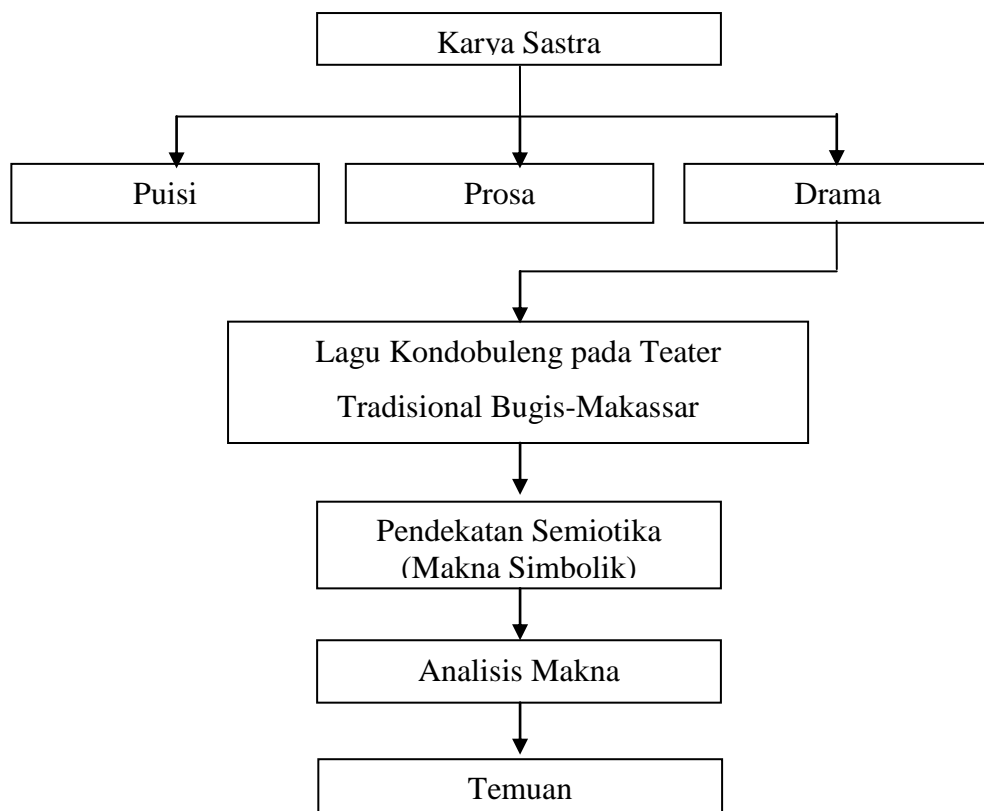 Karya Sastra
Puisi
Prosa
Drama
Lagu Kondobuleng pada Teater
Tradisional Bugis-Makassar
Pendekatan Semiotika
(Makna Simbolik)
Analisis Makna
Temuan